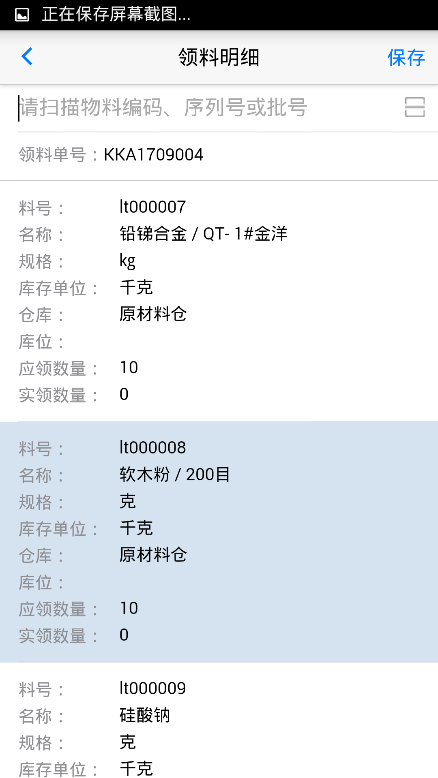 正在保存屏幕截图...
领料明细
保存
请扫描物料编码、序列号或批号
领料单号：KKA1709004
料号： lt000007
名称： 铅锑合金 / QT- 1#金洋
规格： kg
库存单位： 千克
仓库： 原材料仓
库位：
应领数量： 10
实领数量： 0
料号： lt000008
名称： 软木粉 / 200目
规格： 克
库存单位： 千克
仓库： 原材料仓
库位：
应领数量： 10
实领数量： 0
料号： lt000009
名称： 硅酸钠
规格： 克
库存单位： 千克